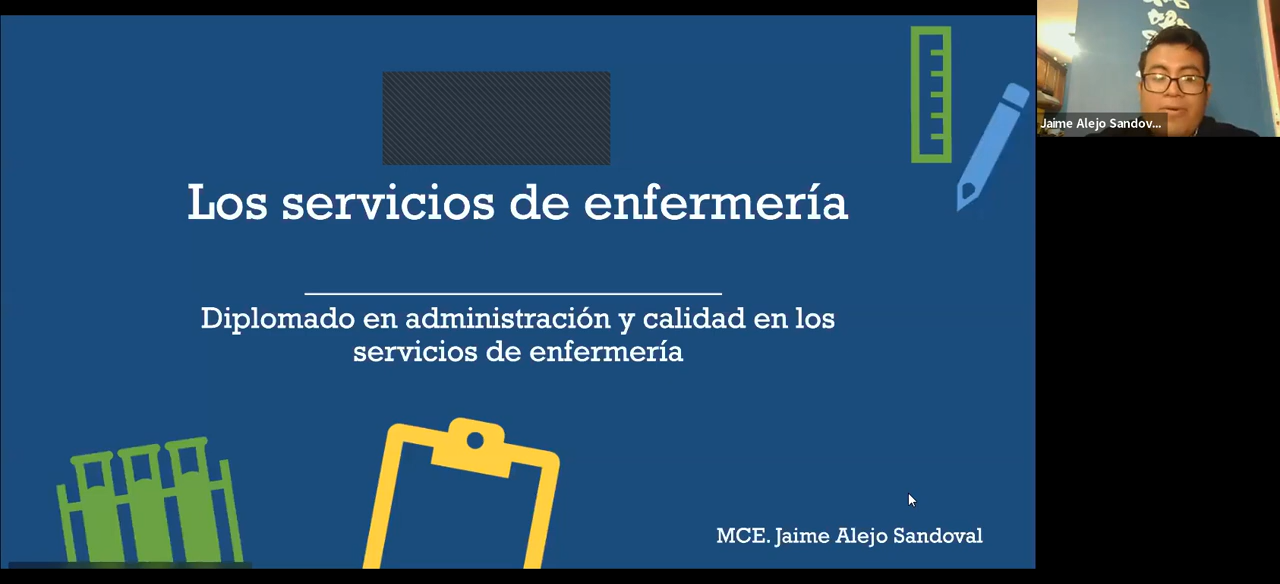 Los servicios de enfermería
Diplomado en administración y calidad en los
servicios de enfermería
MCE. Jaime Alejo Sandoval
Jaime Alejo Sandov...